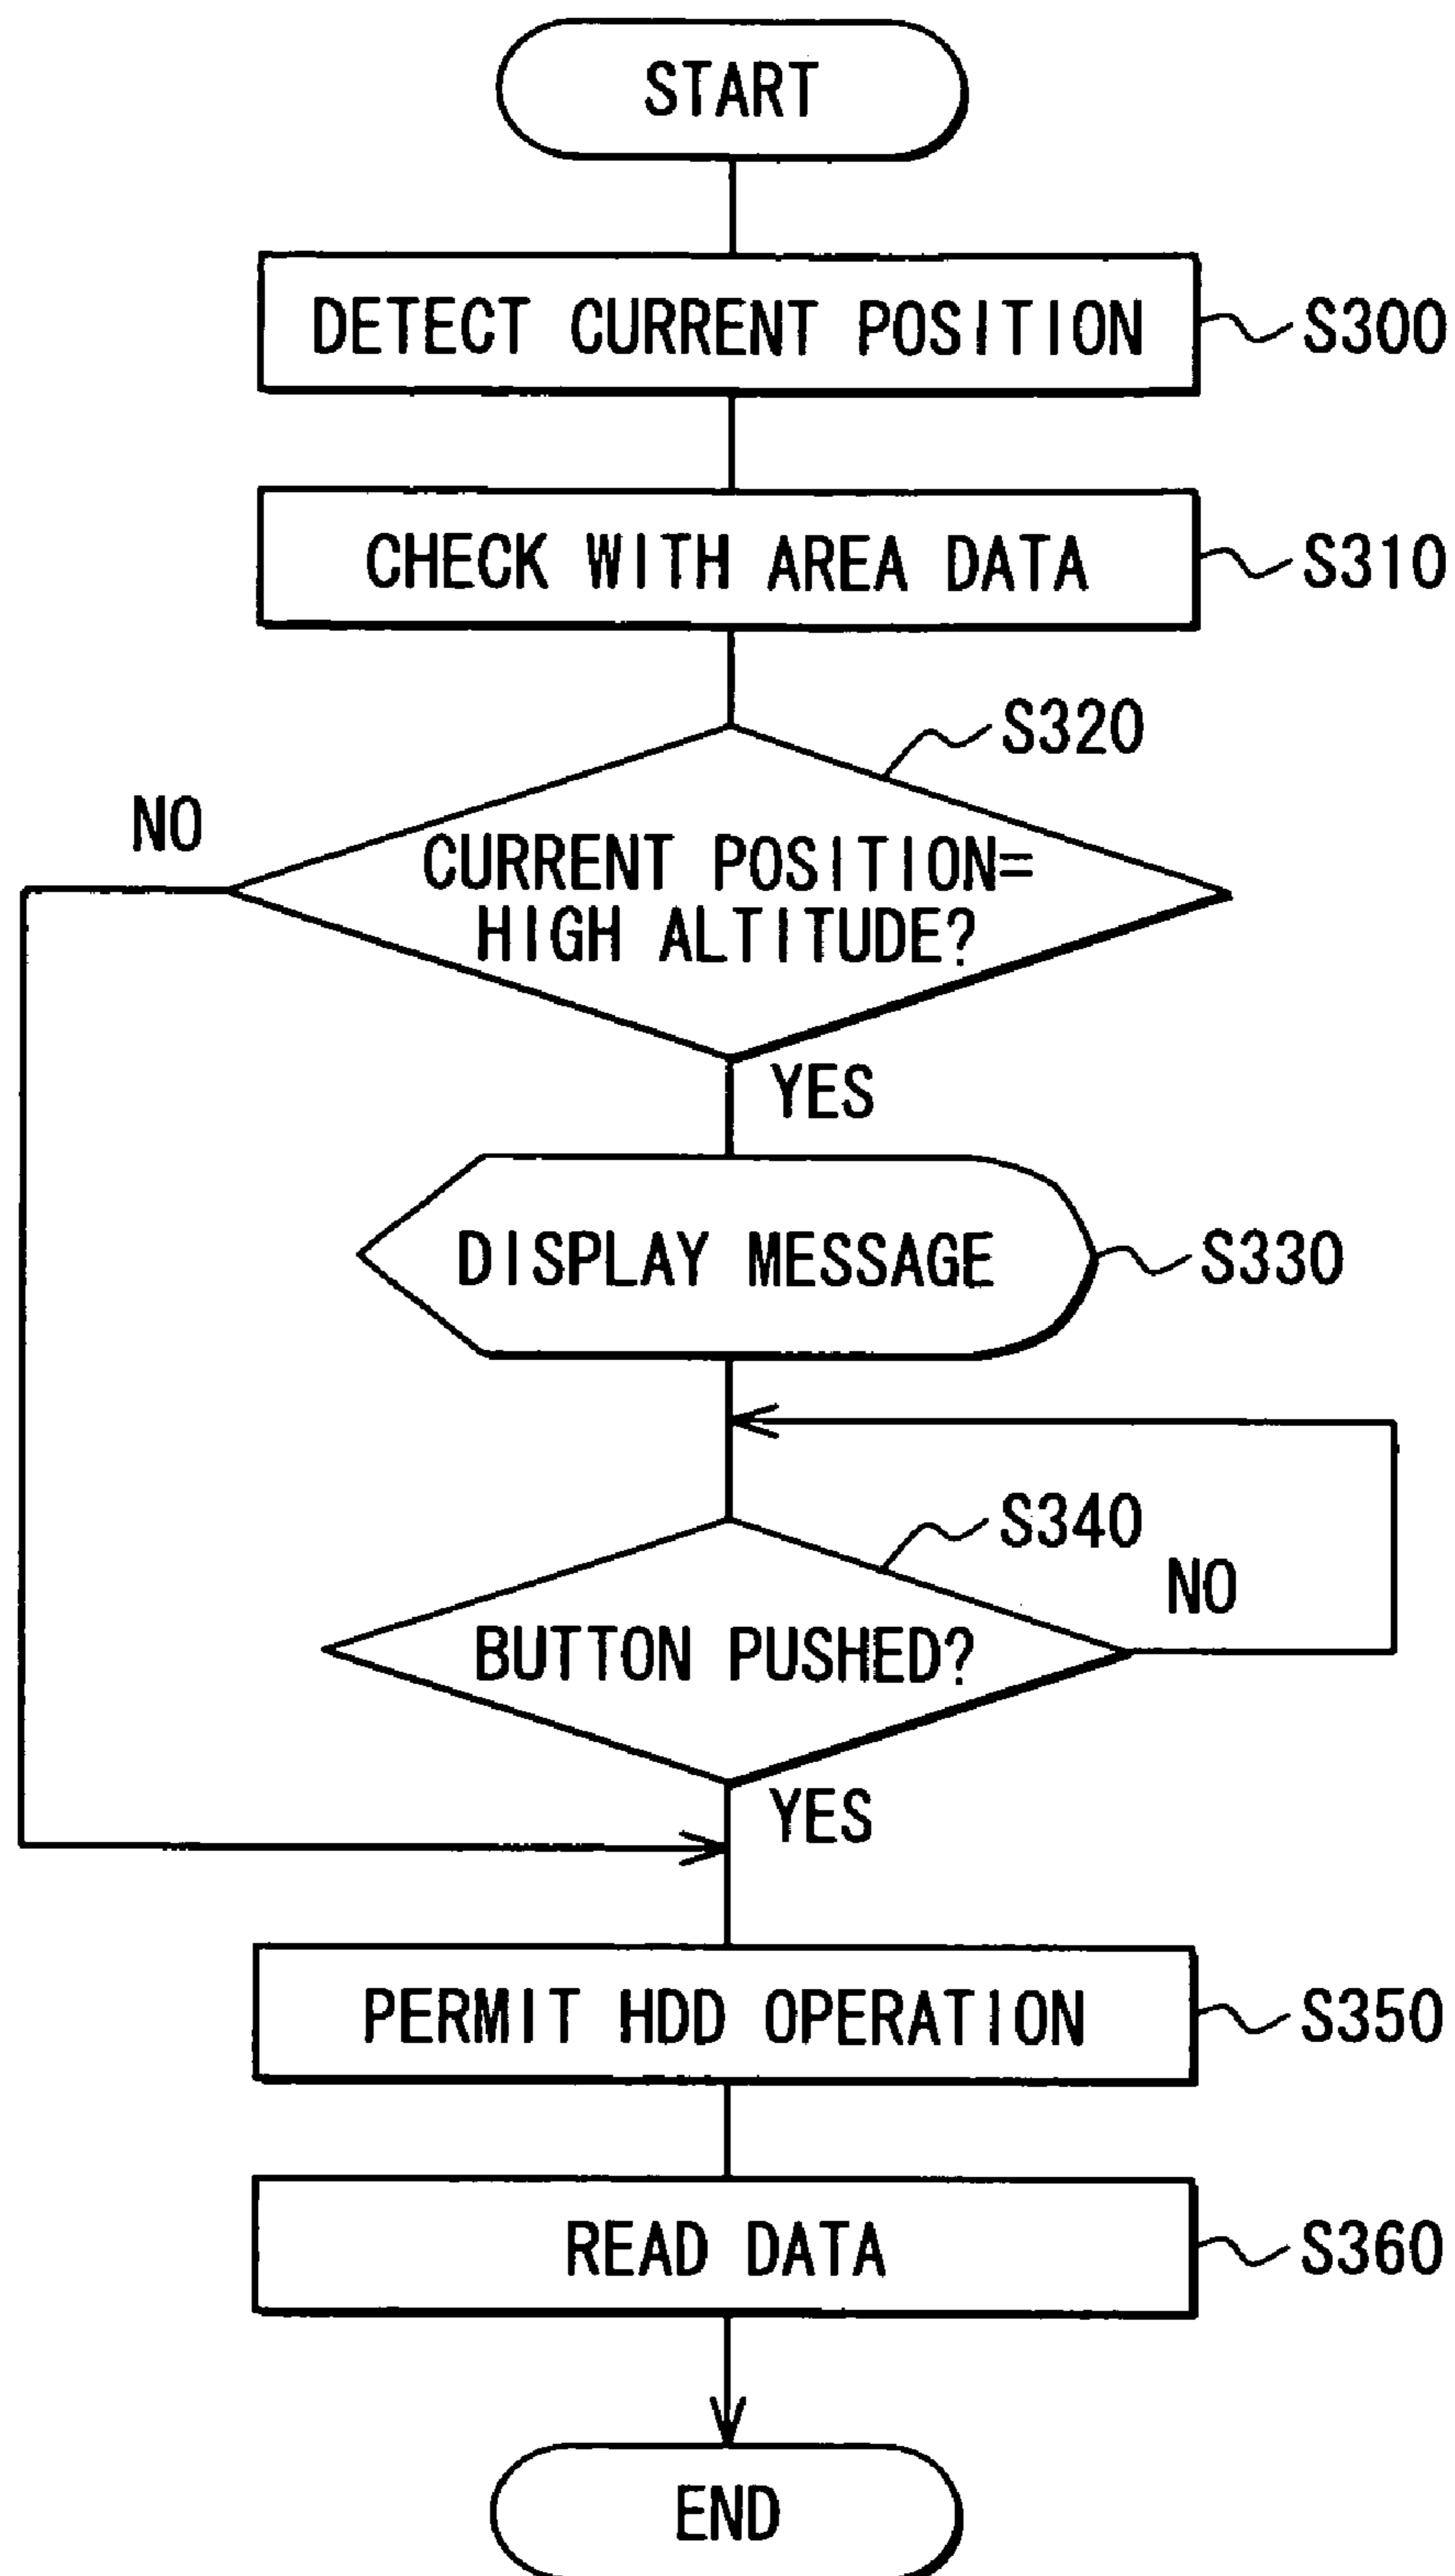 START
DETECT CURRENT POSITION
S300
CHECK WITH AREA DATA
S310
S320
NO
CURRENT POSITION=
HIGH ALTITUDE?
YES
DISPLAY MESSAGE
S330
S340
NO
BUTTON PUSHED?
YES
PERMIT HDD OPERATION
S350
READ DATA
S360
END